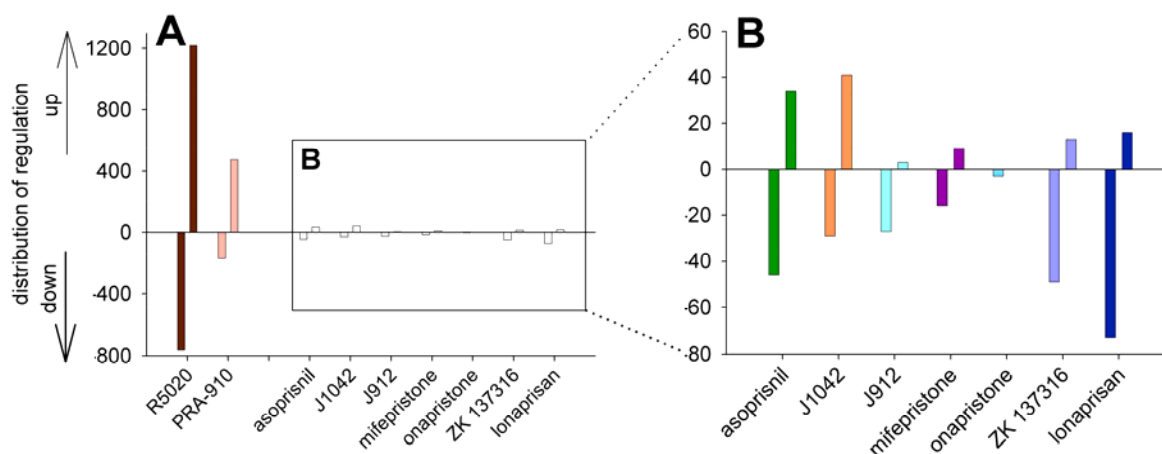 A
distribution of regulation
up
down
1200
800
400
0
-400
-800
B
R5020
PRA-910
asoprisnil
J1042
J912
mifepristone
onapristone
ZK 137316
lonaprisan
B
60
40
20
0
-20
-40
-60
-80
asoprisnil
J1042
J912
mifepristone
onapristone
ZK 137316
lonaprisan